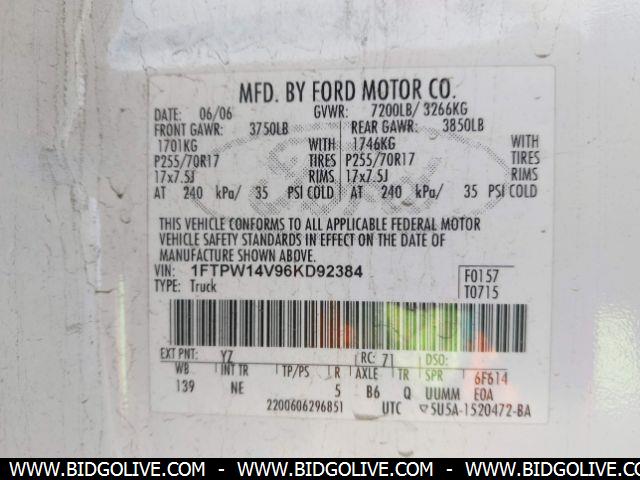 MFD. BY FORD MOTOR CO.
DATE: 06/06 GVWR: 7200LB/ 3266KG
FRONT GAWR: 3750LB REAR GAWR: 3850LB
1701KG WITH 1746KG WITH
P255/70R17 TIRES P255/70R17 TIRES
17x7.5J RIMS 17x7.5J RIMS
AT 240 kPa/ 35 PSI COLD AT 240 kPa/ 35 PSI COLD
THIS VEHICLE CONFORMS TO ALL APPLICABLE FEDERAL MOTOR
VEHICLE SAFETY STANDARDS IN EFFECT ON THE DATE OF
MANUFACTURE SHOWN ABOVE.
VIN: 1FTPW14V96KD92384 F0157
TYPE: Truck T0715
EXT PNT: YZ RC: 71 DSO:
WB INT TR TP/PS R AXLE TR SPR 6F614
139 NE 5 B6 Q UUMM E0A
2200606296851 UTC ▽5U5A-1520472-BA
WWW.BIDGOLIVE.COM - WWW.BIDGOLIVE.COM - WWW.BIDGOLIVE.COM